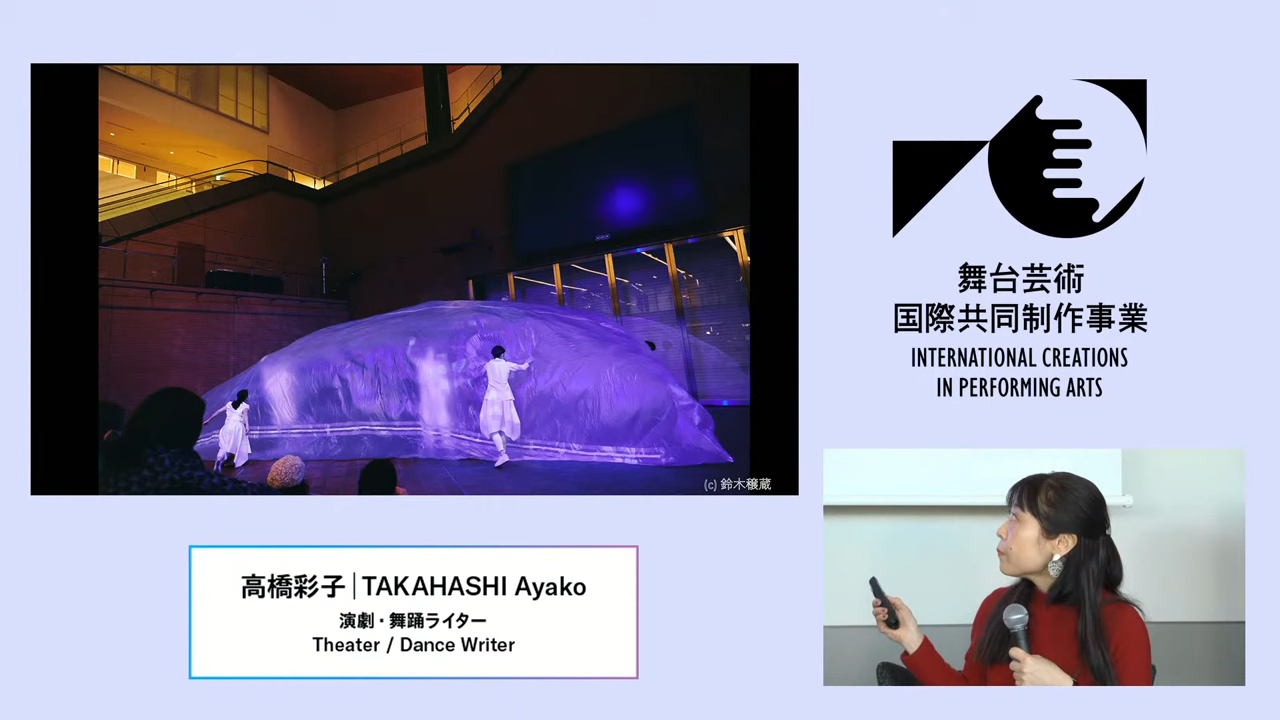 (c) 鈴木穣蔵
高橋彩子|TAKAHASHI Ayako
演劇・舞踊ライター
Theater / Dance Writer
舞台芸術
国際共同制作事業
INTERNATIONAL CREATIONS
IN PERFORMING ARTS